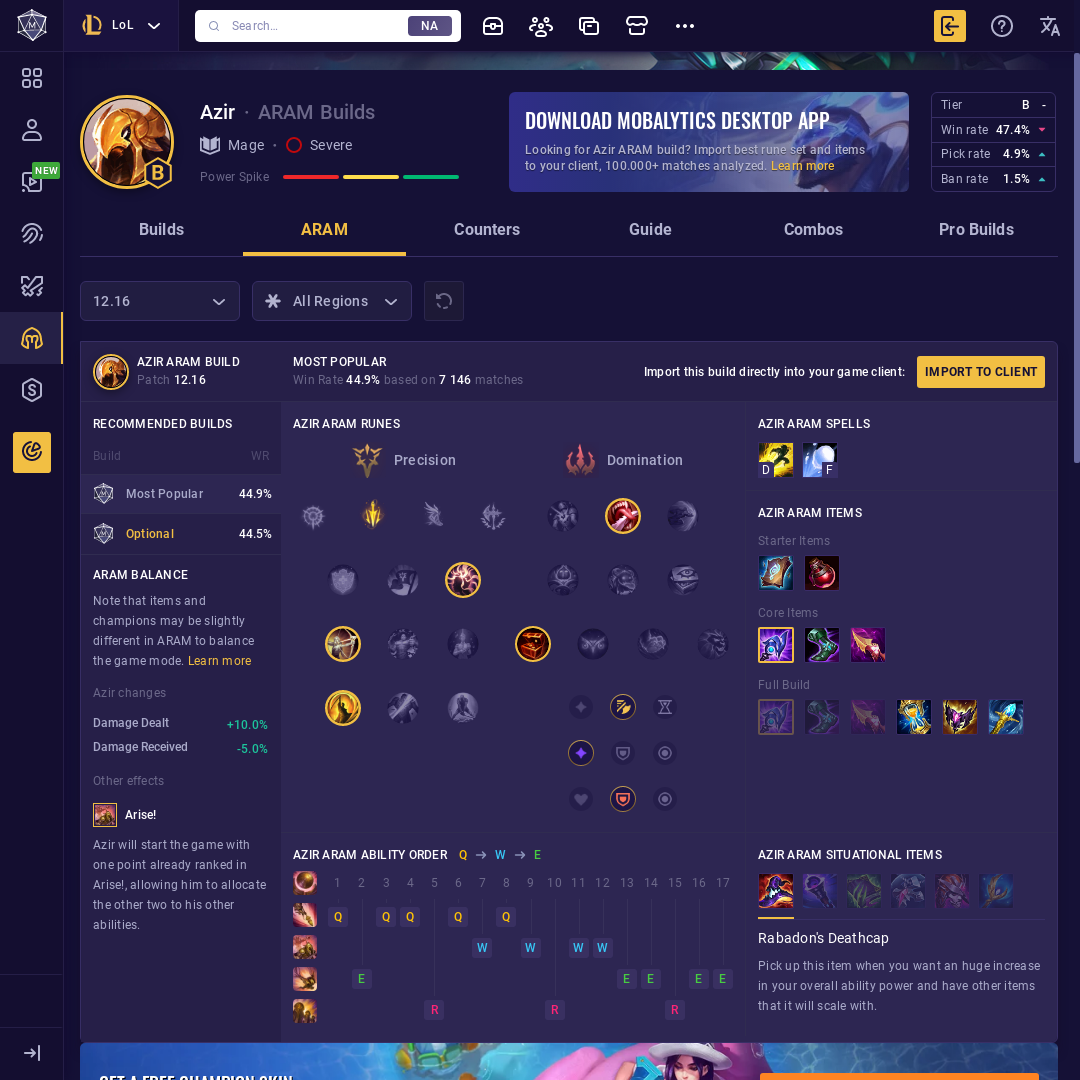 LoL
Search...
NA
NEW
Azir · ARAM Builds
B
Mage · Severe
Power Spike
DOWNLOAD MOBALYTICS DESKTOP APP
Looking for Azir ARAM build? Import best rune set and items
to your client, 100.000+ matches analyzed. Learn more
Tier B -
Win rate 47.4%
Pick rate 4.9%
Ban rate 1.5%
Builds ARAM Counters Guide Combos Pro Builds
12.16
All Regions
AZIR ARAM BUILD
Patch 12.16
MOST POPULAR
Win Rate 44.9% based on 7 146 matches
Import this build directly into your game client:
IMPORT TO CLIENT
RECOMMENDED BUILDS
Build WR
Most Popular 44.9%
Optional 44.5%
ARAM BALANCE
Note that items and
champions may be slightly
different in ARAM to balance
the game mode. Learn more
Azir changes
Damage Dealt +10.0%
Damage Received -5.0%
Other effects
Arise!
Azir will start the game with
one point already ranked in
Arise!, allowing him to allocate
the other two to his other
abilities.
AZIR ARAM RUNES
Precision
Domination
AZIR ARAM SPELLS
D F
AZIR ARAM ITEMS
Starter Items
Core Items
Full Build
AZIR ARAM ABILITY ORDER Q → W → E
1 2 3 4 5 6 7 8 9 10 11 12 13 14 15 16 17
Q Q Q Q Q
W W W W
E E E E E
R R R
AZIR ARAM SITUATIONAL ITEMS
Rabadon's Deathcap
Pick up this item when you want an huge increase
in your overall ability power and have other items
that it will scale with.
GET A FREE CHAMPION SKIN